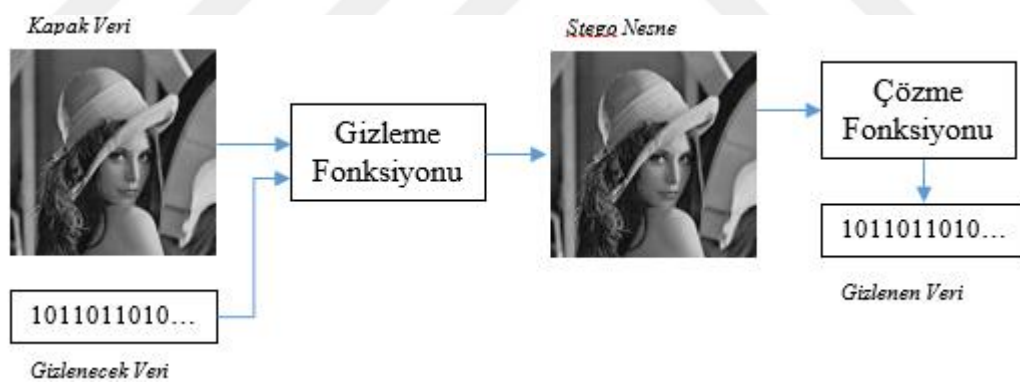 Kapak Veri
Stego Nesne
Gizleme
Fonksiyonu
Çözme
Fonksiyonu
1011011010...
Gizlenen Veri
1011011010...
Gizlenecek Veri